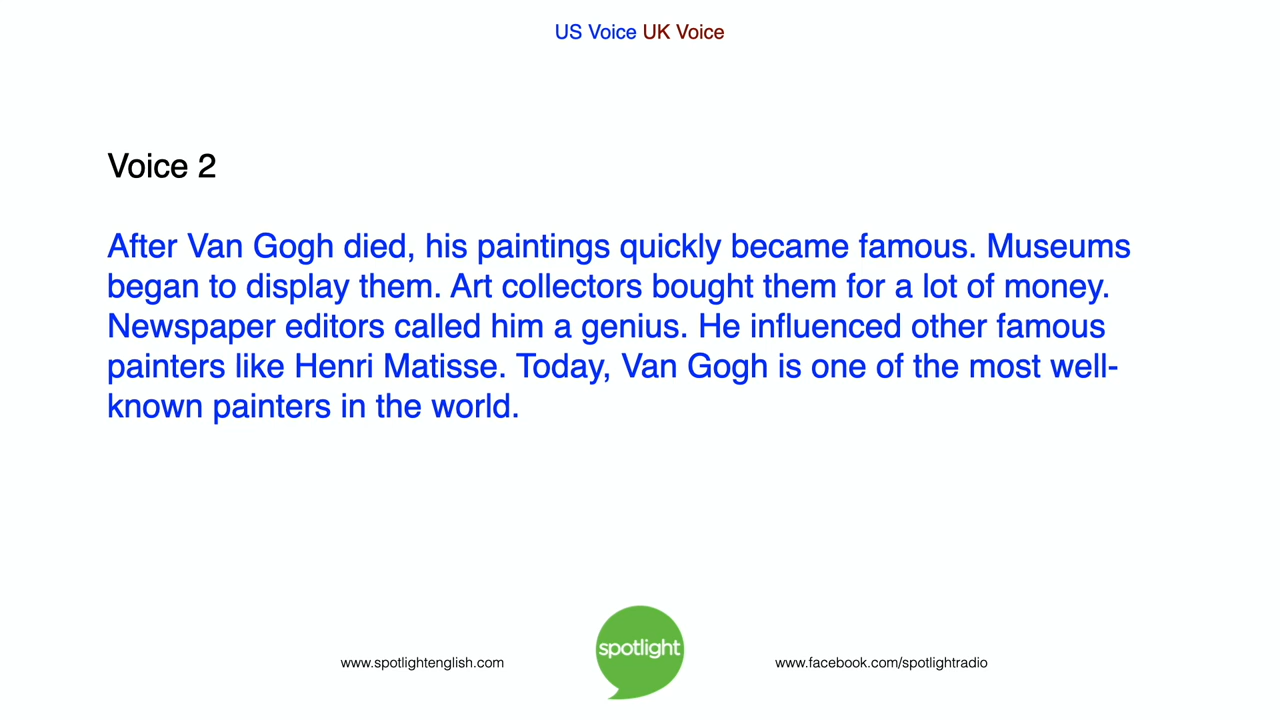 US Voice UK Voice
Voice 2
After Van Gogh died, his paintings quickly became famous. Museums
began to display them. Art collectors bought them for a lot of money.
Newspaper editors called him a genius. He influenced other famous
painters like Henri Matisse. Today, Van Gogh is one of the most well-
known painters in the world.
spotlight
www.spotlightenglish.com
www.facebook.com/spotlightradio